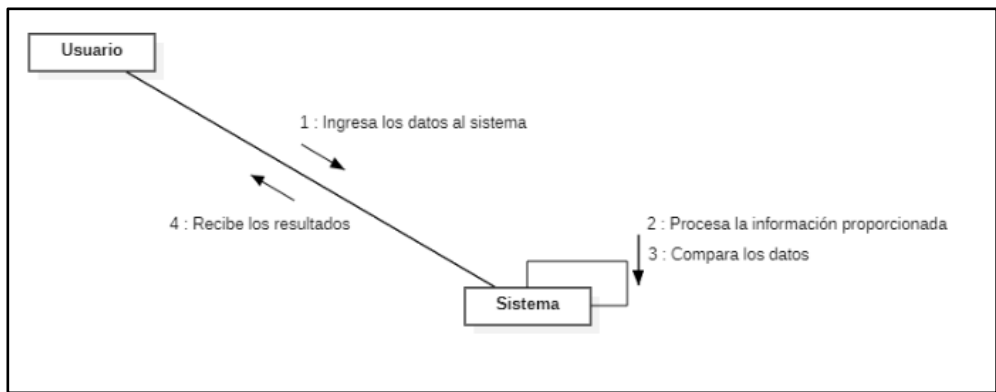 Usuario
1 : Ingresa los datos al sistema
4 : Recibe los resultados
2 : Procesa la información proporcionada
3 : Compara los datos
Sistema